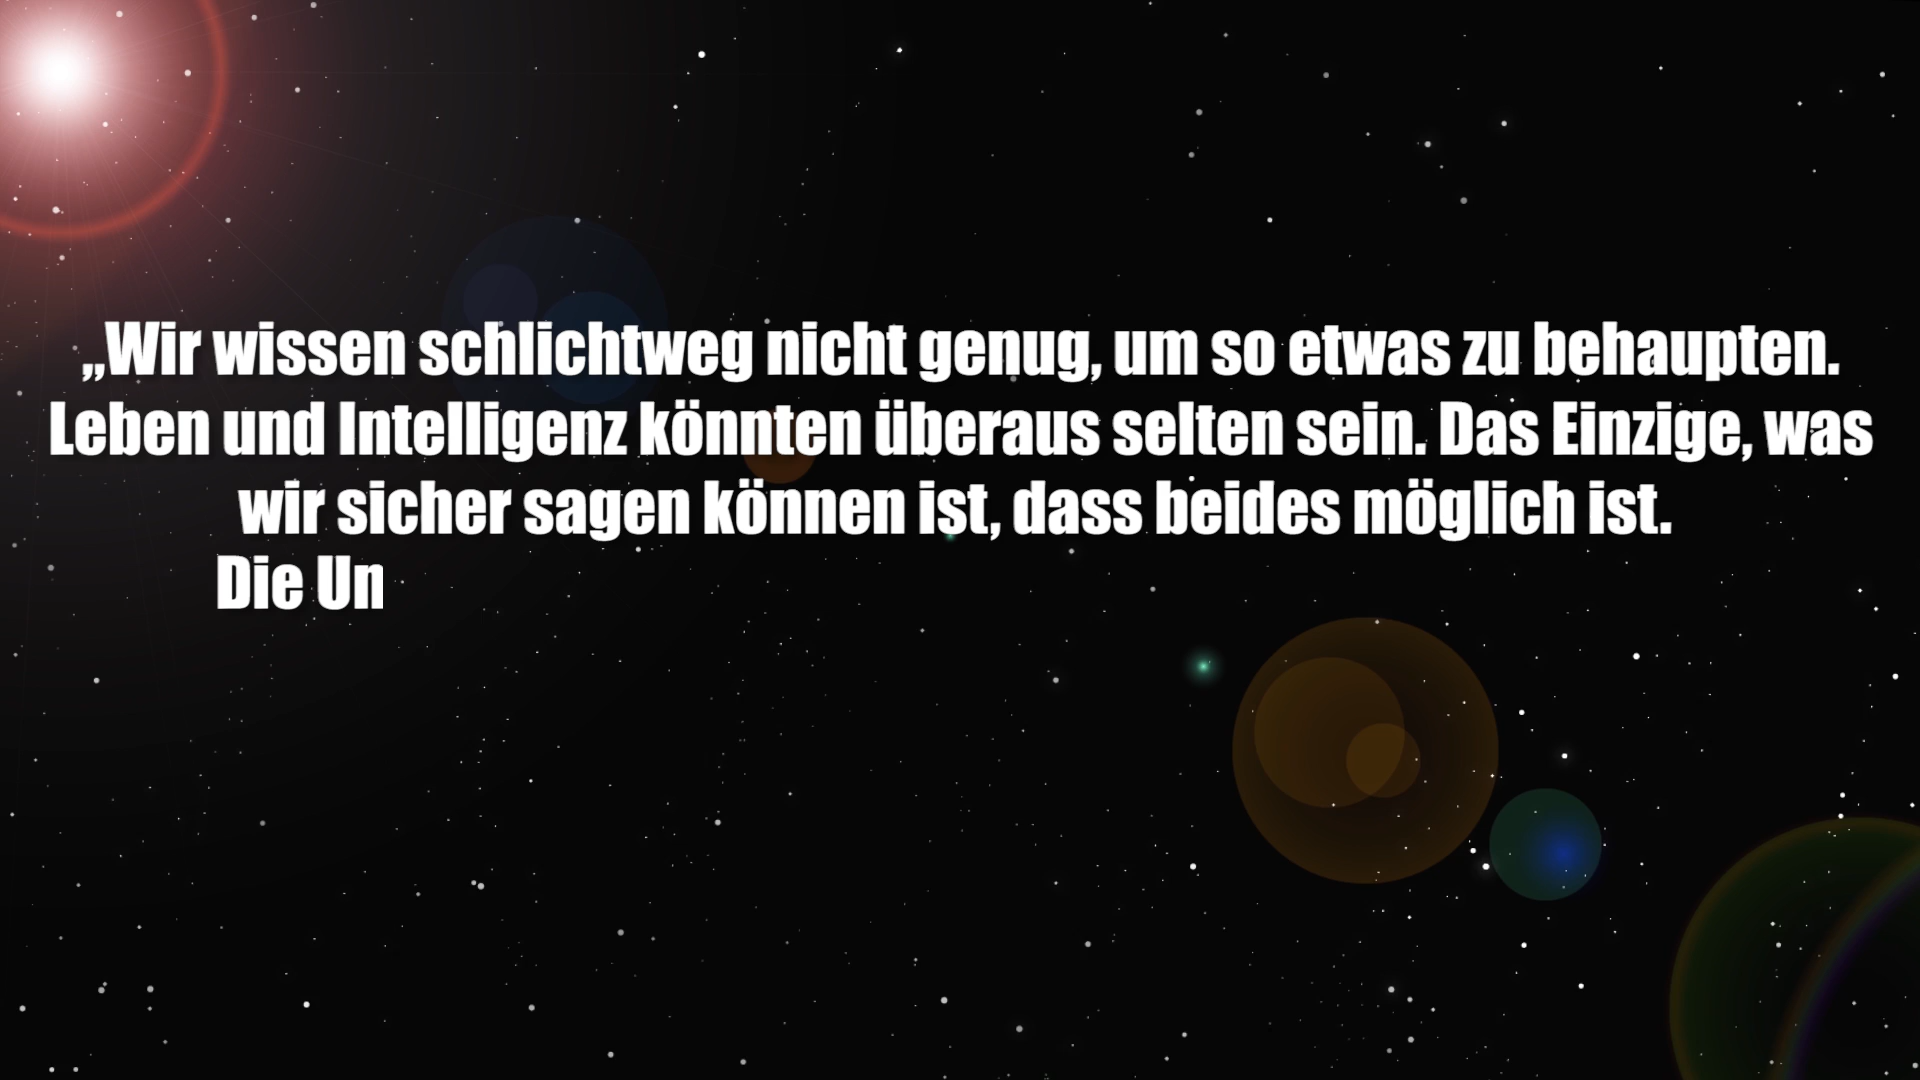 „Wir wissen schlichtweg nicht genug, um so etwas zu behaupten.
Leben und Intelligenz könnten überaus selten sein. Das Einzige, was
wir sicher sagen können ist, dass beides möglich ist.
Die Un